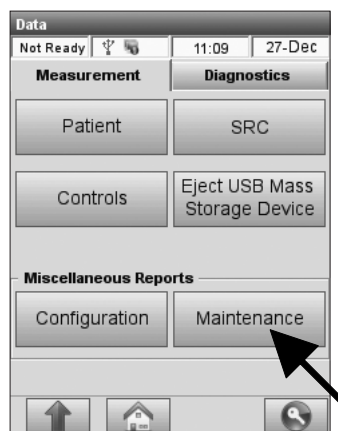 Data
Not Ready 11:09 27-Dec
Measurement Diagnostics
Patient SRC
Controls Eject USB Mass
Storage Device
Miscellaneous Reports
Configuration Maintenance